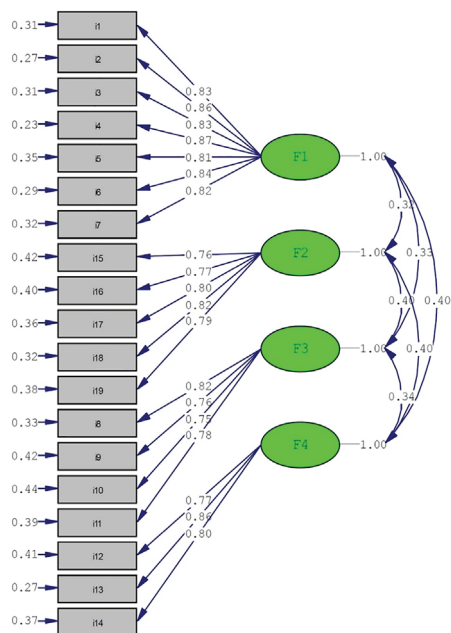 0.31 i1
0.27 i2
0.31 i3
0.83
0.86
0.23 i4
0.83
0.87
0.35 i5
0.81
F1 1.00
0.29 i6
0.84
0.82
0.32 i7
0.32
0.42 i15
0.76
F2 1.00
0.33
0.77
0.40 i16
0.80
0.82
0.40 0.40
0.36 i17
0.79
0.32 i18
F3 1.00 0.40
0.38 i19
0.82
0.76
0.34
0.33 i8
0.75
0.78
0.42 i9
F4 1.00
0.44 i10
0.77
0.39 i11
0.86
0.80
0.41 i12
0.27 i13
0.37 i14